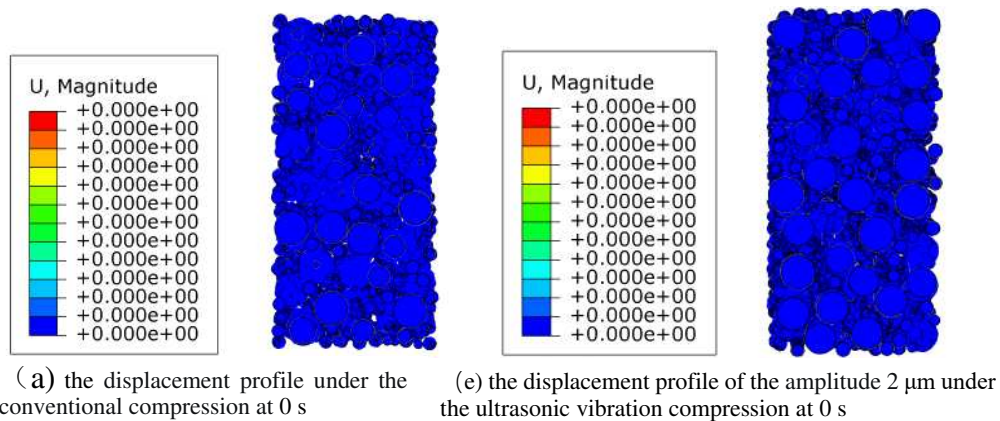 U, Magnitude
+0.000e+00
+0.000e+00
+0.000e+00
+0.000e+00
+0.000e+00
+0.000e+00
+0.000e+00
+0.000e+00
+0.000e+00
+0.000e+00
+0.000e+00
+0.000e+00
+0.000e+00
(a) the displacement profile under the
conventional compression at 0 s
U, Magnitude
+0.000e+00
+0.000e+00
+0.000e+00
+0.000e+00
+0.000e+00
+0.000e+00
+0.000e+00
+0.000e+00
+0.000e+00
+0.000e+00
+0.000e+00
+0.000e+00
+0.000e+00
(e) the displacement profile of the amplitude 2 μm under
the ultrasonic vibration compression at 0 s